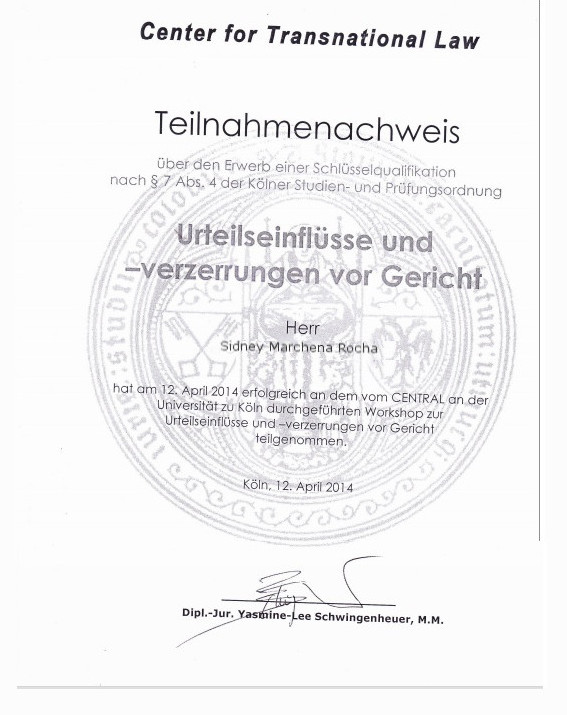 Center for Transnational Law
Teilnahmenachweis
über den Erwerb einer Schlüsselqualifikation
nach § 7 Abs. 4 der Kölner Studien- und Prüfungsordnung
Urteilseinflüsse und
–verzerrungen vor Gericht
Herr
Sidney Marchena Rocha
hat am 12. April 2014 erfolgreich an dem vom CENTRAL an der
Universität zu Köln durchgeführten Workshop zur
Urteilseinflüsse und –verzerrungen vor Gericht
teilgenommen.
Köln, 12. April 2014
Dipl.-Jur. Yasmine-Lee Schwingenheuer, M.M.